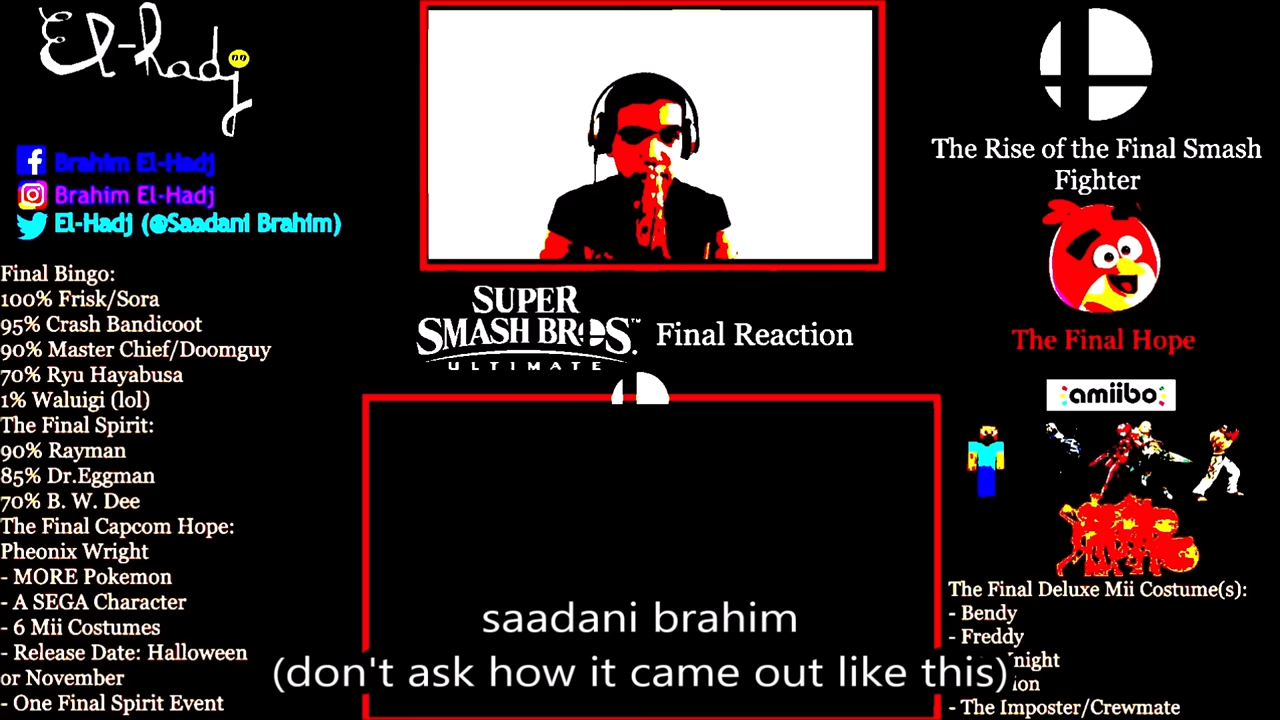 El-hadj
Brahim El-Hadj
Brahim El-Hadj
El-Hadj (@Saadani Brahim)
Final Bingo:
100% Frisk/Sora
95% Crash Bandicoot
90% Master Chief/Doomguy
70% Ryu Hayabusa
1% Waluigi (lol)
The Final Spirit:
90% Rayman
85% Dr.Eggman
70% B. W. Dee
The Final Capcom Hope:
Pheonix Wright
- MORE Pokemon
- A SEGA Character
- 6 Mii Costumes
- Release Date: Halloween
or November
- One Final Spirit Event
SUPER
SMASH BROS.™
ULTIMATE
Final Reaction
saadani brahim
(don't ask how it came out like this)
The Rise of the Final Smash
Fighter
The Final Hope
amiibo
The Final Deluxe Mii Costume(s):
- Bendy
- Freddy
- The Imposter/Crewmate